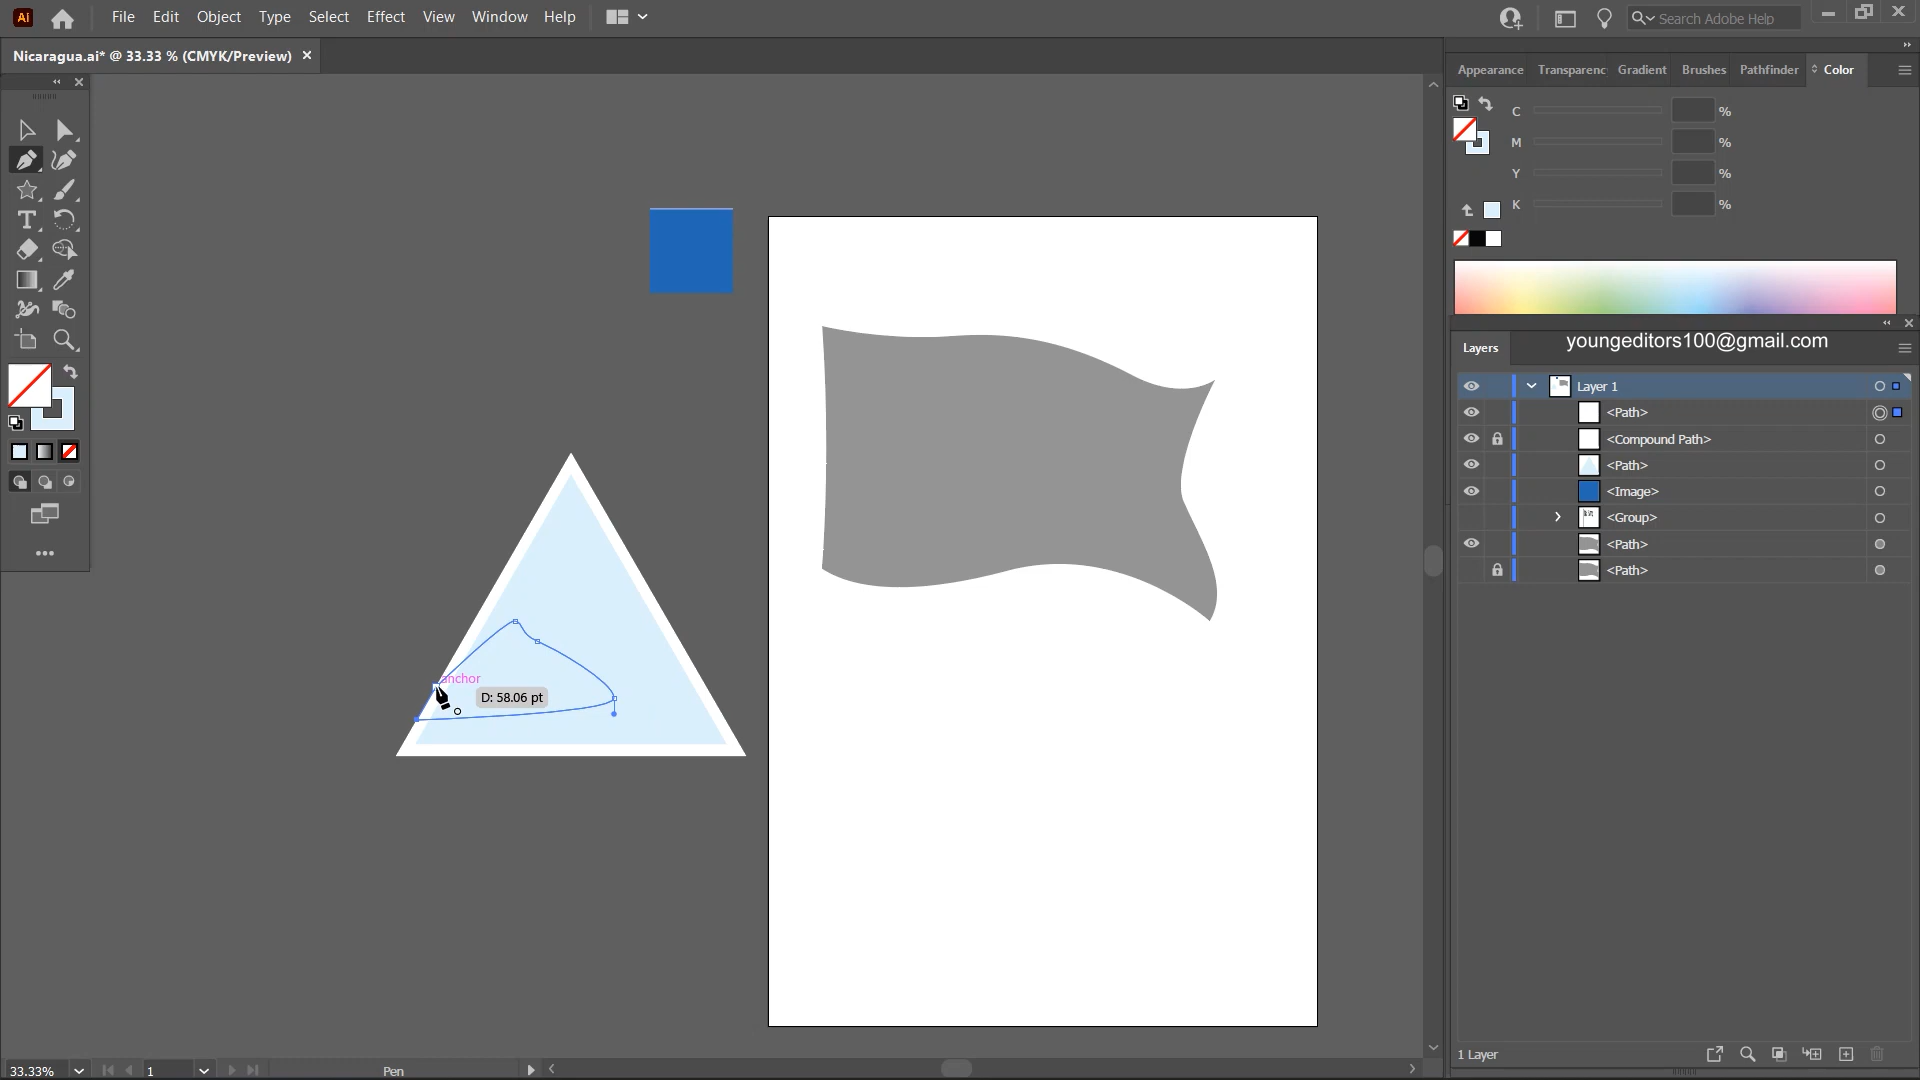 Ai File Edit Object Type Select Effect View Window Help Search Adobe Help
Nicaragua.ai* @ 33.33 % (CMYK/Preview)
Appearance Transparenc Gradient Brushes Pathfinder Color
C %
M %
Y %
K %
youngeditors100@gmail.com
Layers
Layer 1
<Path>
<Compound Path>
<Path>
<Image>
<Group>
<Path>
<Path>
anchor
D: 58.06 pt
1 Layer
33.33% 1 Pen